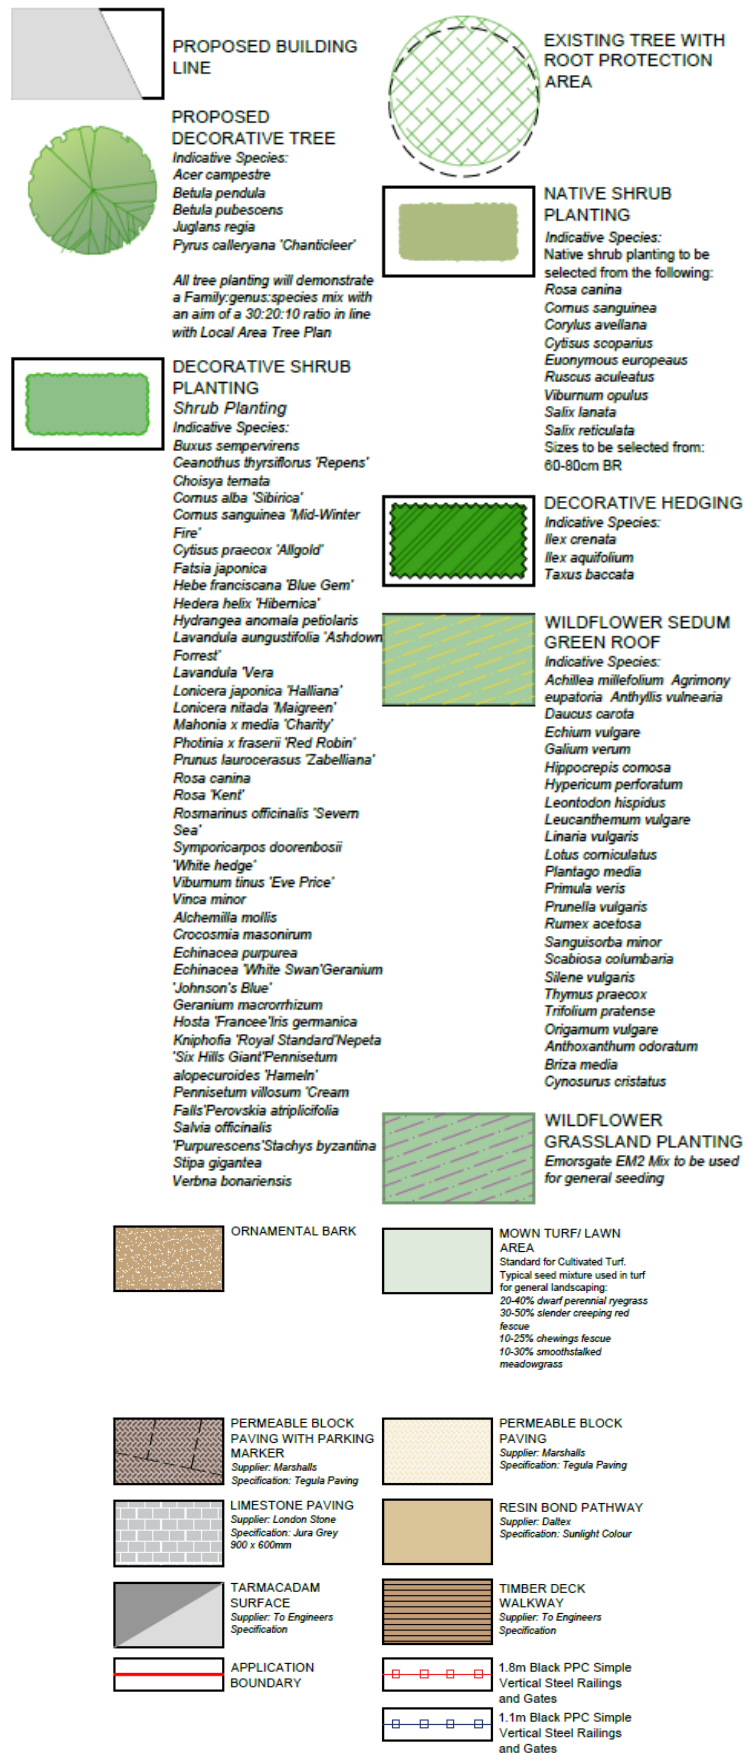 PROPOSED BUILDING
LINE
PROPOSED
DECORATIVE TREE
Indicative Species:
Acer campestre
Betula pendula
Betula pubescens
Juglans regia
Pyrus calleryana 'Chanticleer'
All tree planting will demonstrate
a Family:genus:species mix with
an aim of a 30:20:10 ratio in line
with Local Area Tree Plan
DECORATIVE SHRUB
PLANTING
Shrub Planting
Indicative Species:
Buxus sempervirens
Ceanothus thyrsiflorus 'Repens'
Choisya ternata
Cornus alba 'Sibirica'
Cornus sanguinea 'Mid-Winter
Fire'
Cytisus praecox 'Allgold'
Fatsia japonica
Hebe franciscana 'Blue Gem'
Hedera helix 'Hibernica'
Hydrangea anomala petiolaris
Lavandula aungustifolia 'Ashdown
Forrest'
Lavandula 'Vera
Lonicera japonica 'Halliana'
Lonicera nitada 'Maigreen'
Mahonia x media 'Charity'
Photinia x fraserii 'Red Robin'
Prunus laurocerasus 'Zabelliana'
Rosa canina
Rosa 'Kent'
Rosmarinus officinalis 'Severn
Sea'
Symporicarpos doorenbosii
'White hedge'
Viburnum tinus 'Eve Price'
Vinca minor
Alchemilla mollis
Crocosmia masonirum
Echinacea purpurea
Echinacea 'White Swan'Geranium
'Johnson's Blue'
Geranium macrorrhizum
Hosta 'Francee'Iris germanica
Kniphofia 'Royal Standard'Nepeta
'Six Hills Giant'Pennisetum
alopecuroides 'Hameln'
Pennisetum villosum 'Cream
Falls'Perovskia atriplicifolia
Salvia officinalis
'Purpurescens'Stachys byzantina
Stipa gigantea
Verbna bonariensis
EXISTING TREE WITH
ROOT PROTECTION
AREA
NATIVE SHRUB
PLANTING
Indicative Species:
Native shrub planting to be
selected from the following:
Rosa canina
Cornus sanguinea
Corylus avellana
Cytisus scoparius
Euonymous europeaus
Ruscus aculeatus
Viburnum opulus
Salix lanata
Salix reticulata
Sizes to be selected from:
60-80cm BR
DECORATIVE HEDGING
Indicative Species:
Ilex crenata
Ilex aquifolium
Taxus baccata
WILDFLOWER SEDUM
GREEN ROOF
Indicative Species:
Achillea millefolium  Agrimony
eupatoria  Anthyllis vulnearia
Daucus carota
Echium vulgare
Galium verum
Hippocrepis comosa
Hypericum perforatum
Leontodon hispidus
Leucanthemum vulgare
Linaria vulgaris
Lotus corniculatus
Plantago media
Primula veris
Prunella vulgaris
Rumex acetosa
Sanguisorba minor
Scabiosa columbaria
Silene vulgaris
Thymus praecox
Trifolium pratense
Origamum vulgare
Anthoxanthum odoratum
Briza media
Cynosurus cristatus
WILDFLOWER
GRASSLAND PLANTING
Emorsgate EM2 Mix to be used
for general seeding
ORNAMENTAL BARK
MOWN TURF/ LAWN
AREA
Standard for Cultivated Turf.
Typical seed mixture used in turf
for general landscaping:
20-40% dwarf perennial ryegrass
30-50% slender creeping red
fescue
10-25% chewings fescue
10-30% smoothstalked
meadowgrass
PERMEABLE BLOCK
PAVING WITH PARKING
MARKER
Supplier: Marshalls
Specification: Tegula Paving
PERMEABLE BLOCK
PAVING
Supplier: Marshalls
Specification: Tegula Paving
LIMESTONE PAVING
Supplier: London Stone
Specification: Jura Grey
900 x 600mm
RESIN BOND PATHWAY
Supplier: Daltex
Specification: Sunlight Colour
TARMACADAM
SURFACE
Supplier: To Engineers
Specification
TIMBER DECK
WALKWAY
Supplier: To Engineers
Specification
APPLICATION
BOUNDARY
1.8m Black PPC Simple
Vertical Steel Railings
and Gates
1.1m Black PPC Simple
Vertical Steel Railings
and Gates